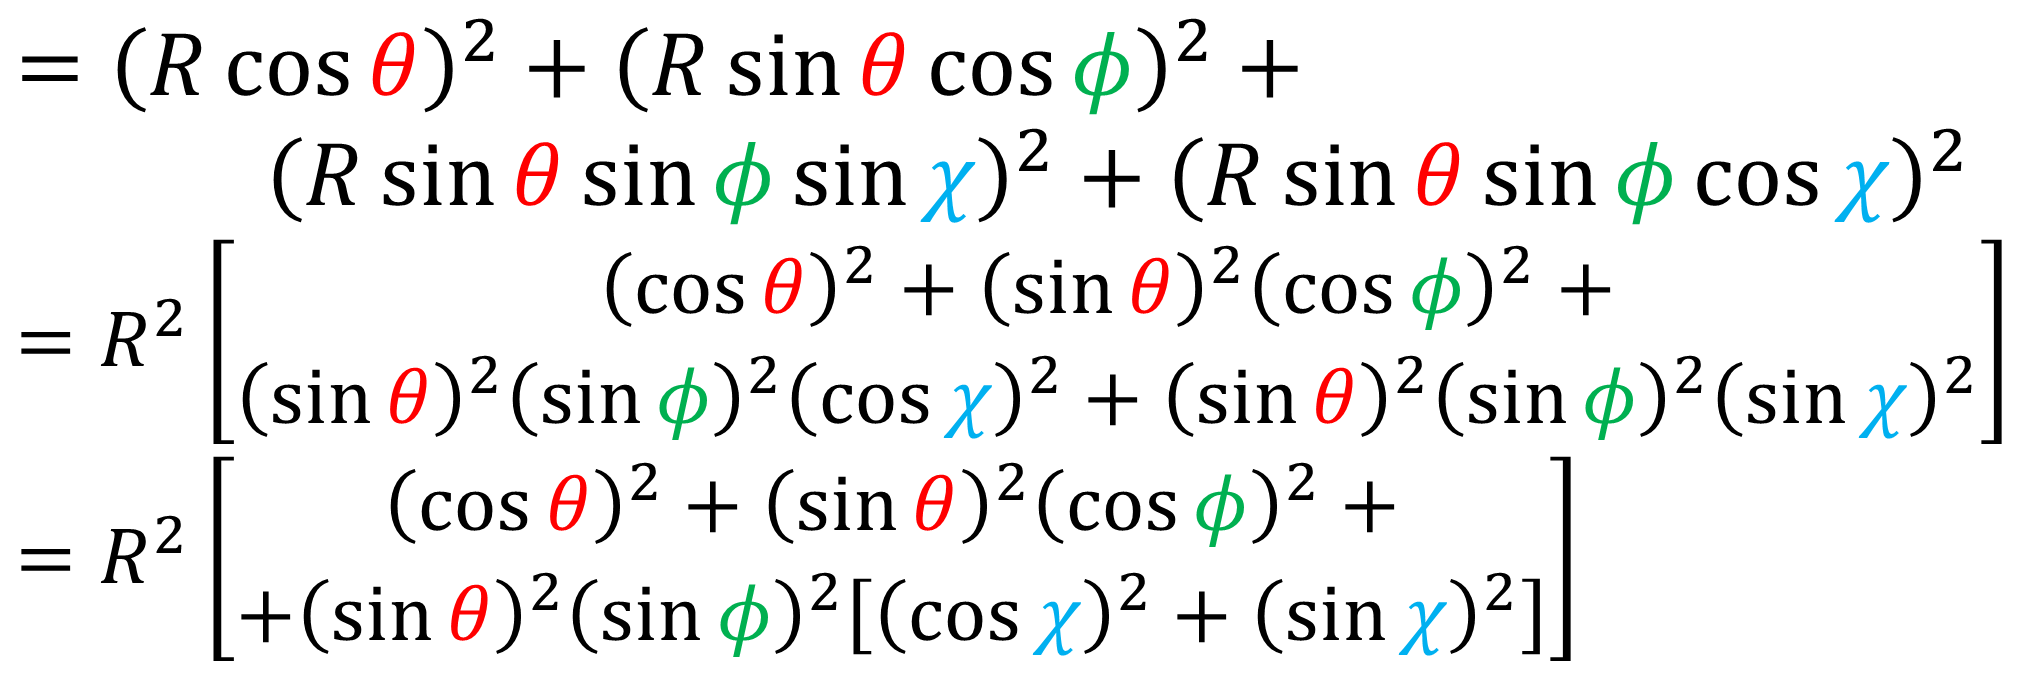 = (R cos θ)² + (R sin θ cos ϕ)² +
(R sin θ sin ϕ sin χ)² + (R sin θ sin ϕ cos χ)²
= R² [(cos θ)² + (sin θ)²(cos ϕ)² +
(sin θ)²(sin ϕ)²(cos χ)² + (sin θ)²(sin ϕ)²(sin χ)²]
= R² [(cos θ)² + (sin θ)²(cos ϕ)² +
+(sin θ)²(sin ϕ)²[(cos χ)² + (sin χ)²]]